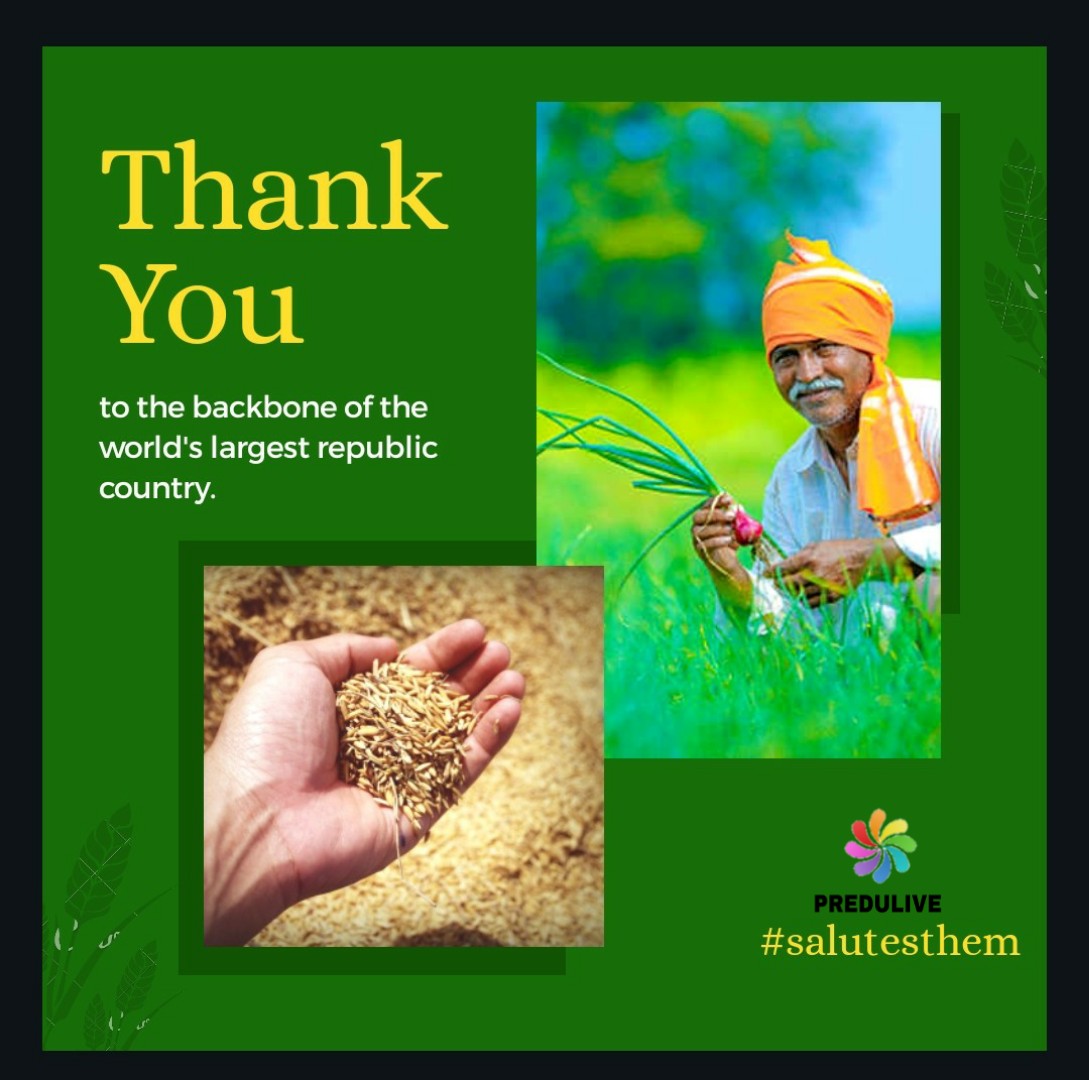 Thank
You
to the backbone of the
world's largest republic
country.
PREDULIVE
#salutesthem